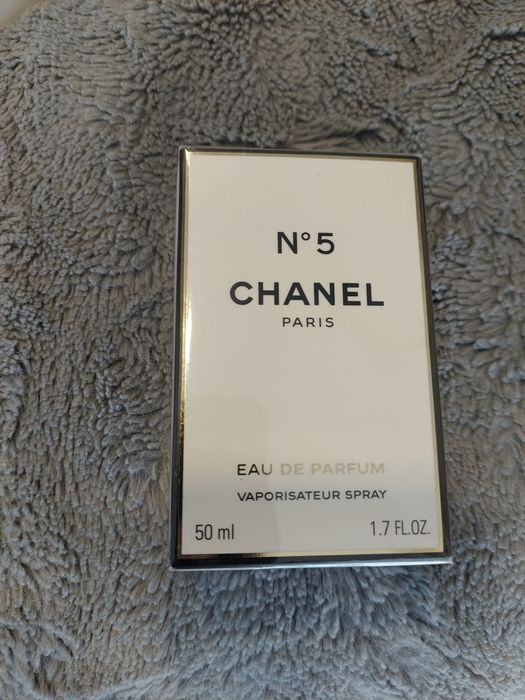 N°5
CHANEL
PARIS
EAU DE PARFUM
VAPORISATEUR SPRAY
50 ml 1.7 FL.OZ.